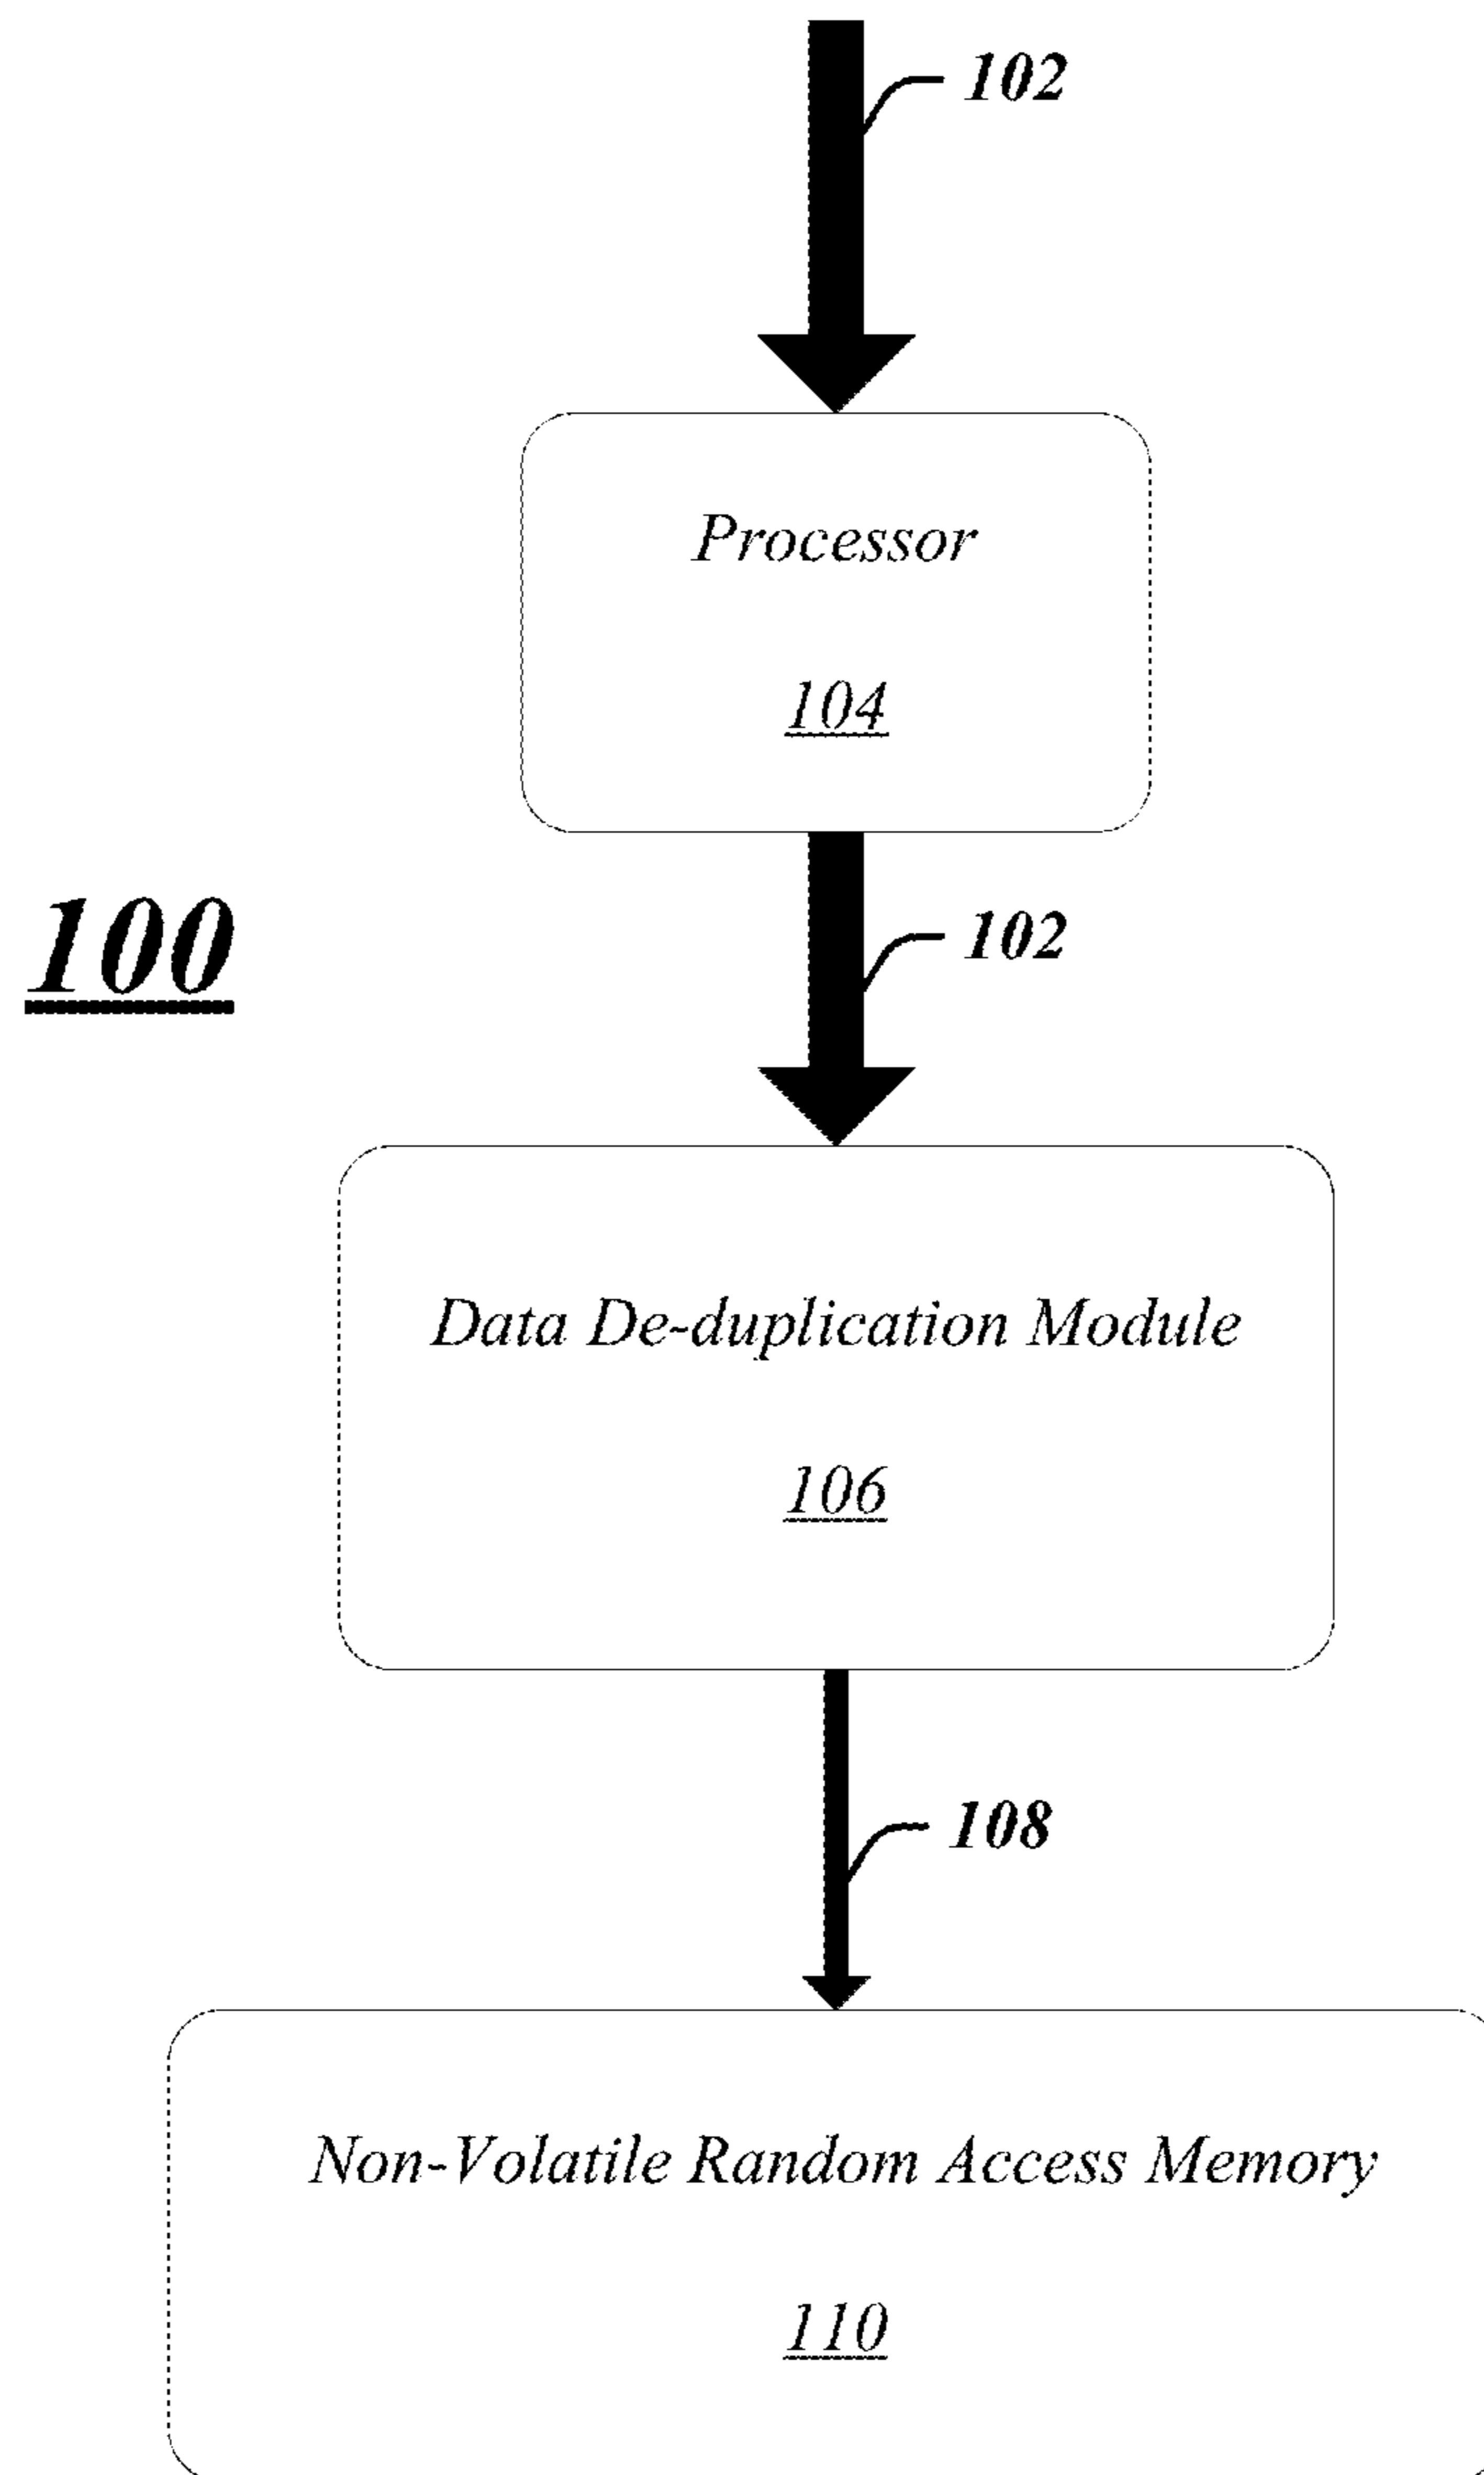 102
Processor
104
100
102
Data De-duplication Module
106
108
Non-Volatile Random Access Memory
110